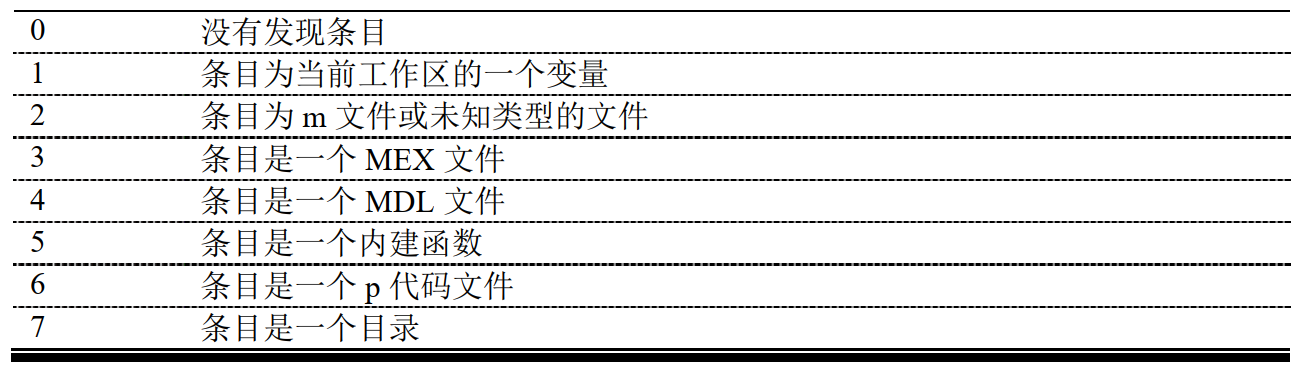 0 没有发现条目
1 条目为当前工作区的一个变量
2 条目为 m 文件或未知类型的文件
3 条目是一个 MEX 文件
4 条目是一个 MDL 文件
5 条目是一个内建函数
6 条目是一个 p 代码文件
7 条目是一个目录